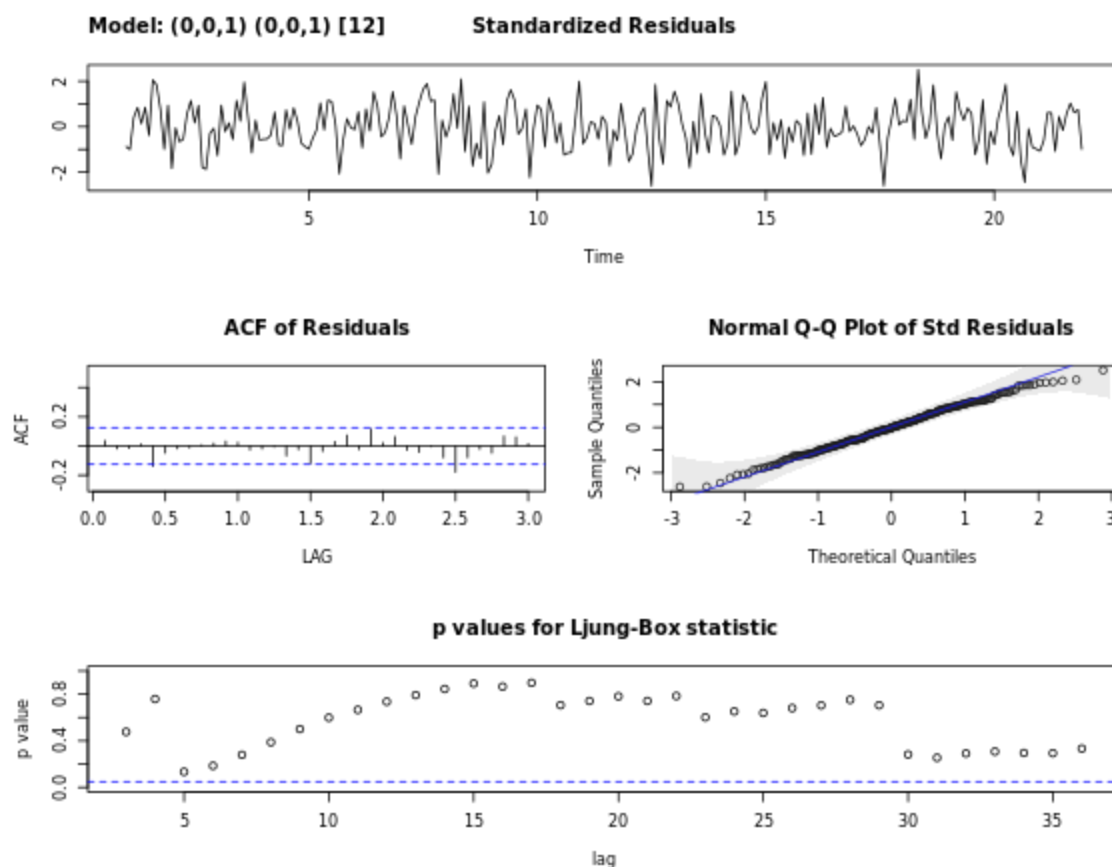 Model: (0,0,1) (0,0,1) [12] Standardized Residuals
2
0
-2
5 10 15 20
Time
ACF of Residuals
ACF
0.2
-0.2
0.0 0.5 1.0 1.5 2.0 2.5 3.0
LAG
Normal Q-Q Plot of Std Residuals
Sample Quantiles
2
0
-2
-3 -2 -1 0 1 2 3
Theoretical Quantiles
p values for Ljung-Box statistic
p value
0.8
0.4
0.0
5 10 15 20 25 30 35
lag